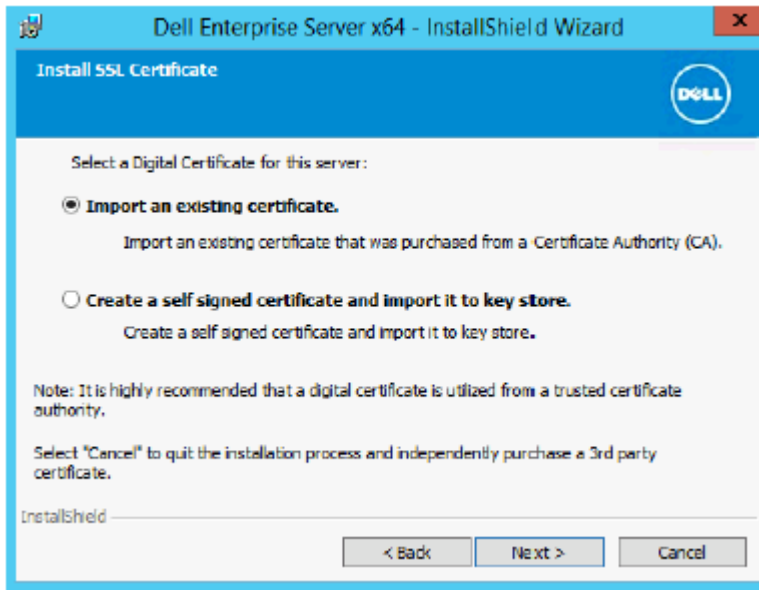 Dell Enterprise Server x64 - InstallShield Wizard
x
Install SSL Certificate
DELL
Select a Digital Certificate for this server:
Import an existing certificate.
Import an existing certificate that was purchased from a Certificate Authority (CA).
Create a self signed certificate and import it to key store.
Create a self signed certificate and import it to key store.
Note: It is highly recommended that a digital certificate is utilized from a trusted certificate
authority.
Select "Cancel" to quit the installation process and independently purchase a 3rd party
certificate.
InstallShield
< Back
Next >
Cancel